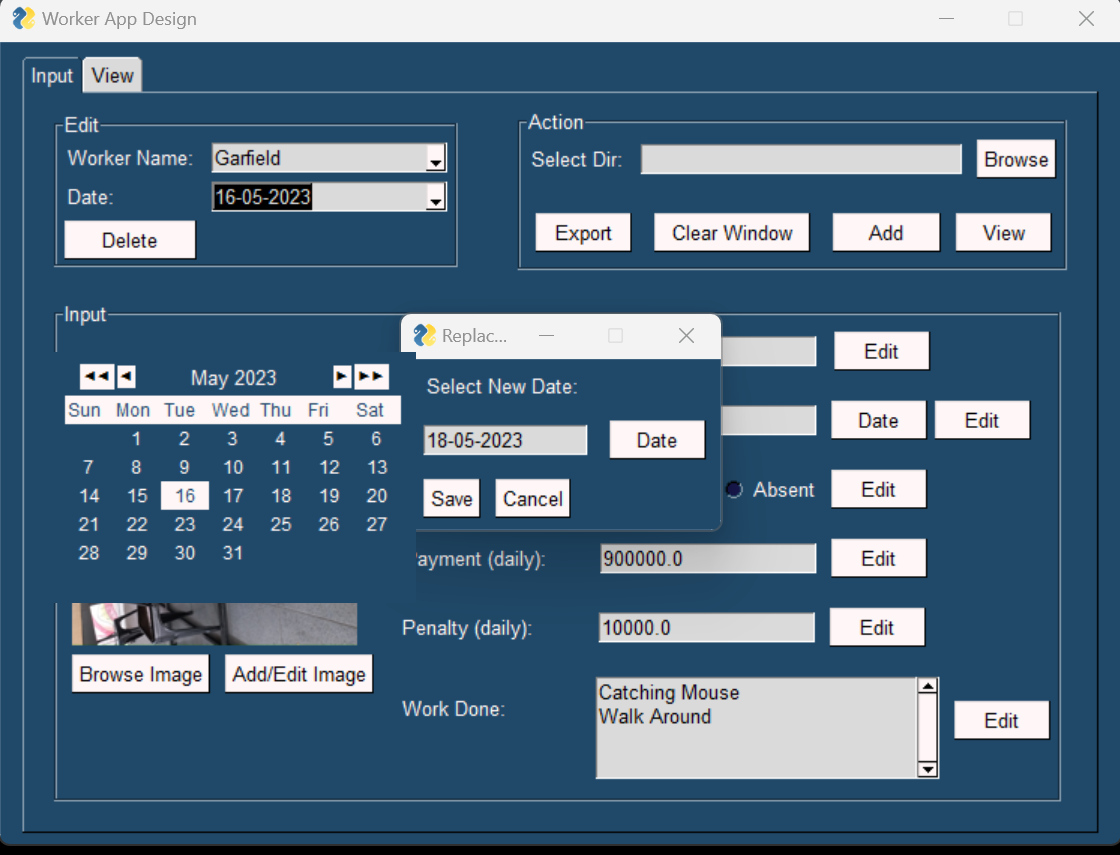 Worker App Design
Input View
Edit
Worker Name: Garfield
Date: 16-05-2023
Delete
Action
Select Dir: Browse
Export Clear Window Add View
Input
May 2023
Sun Mon Tue Wed Thu Fri Sat
1 2 3 4 5 6
7 8 9 10 11 12 13
14 15 16 17 18 19 20
21 22 23 24 25 26 27
28 29 30 31
Browse Image Add/Edit Image
Replac...
Select New Date:
18-05-2023 Date
Save Cancel
Edit
Date Edit
Absent Edit
ayment (daily): 900000.0 Edit
Penalty (daily): 10000.0 Edit
Work Done:
Catching Mouse
Walk Around
Edit